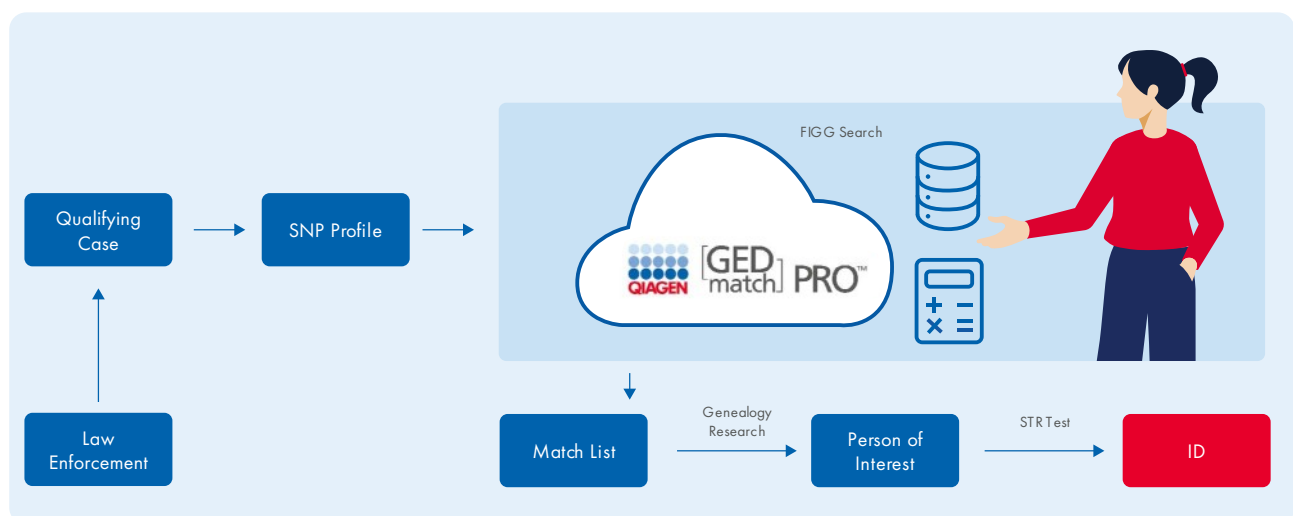 FIGG Search
Qualifying
Case
SNP Profile
QIAGEN
[GED
match]
PRO™
Law
Enforcement
Match List
Genealogy
Research
Person of
Interest
STR Test
ID